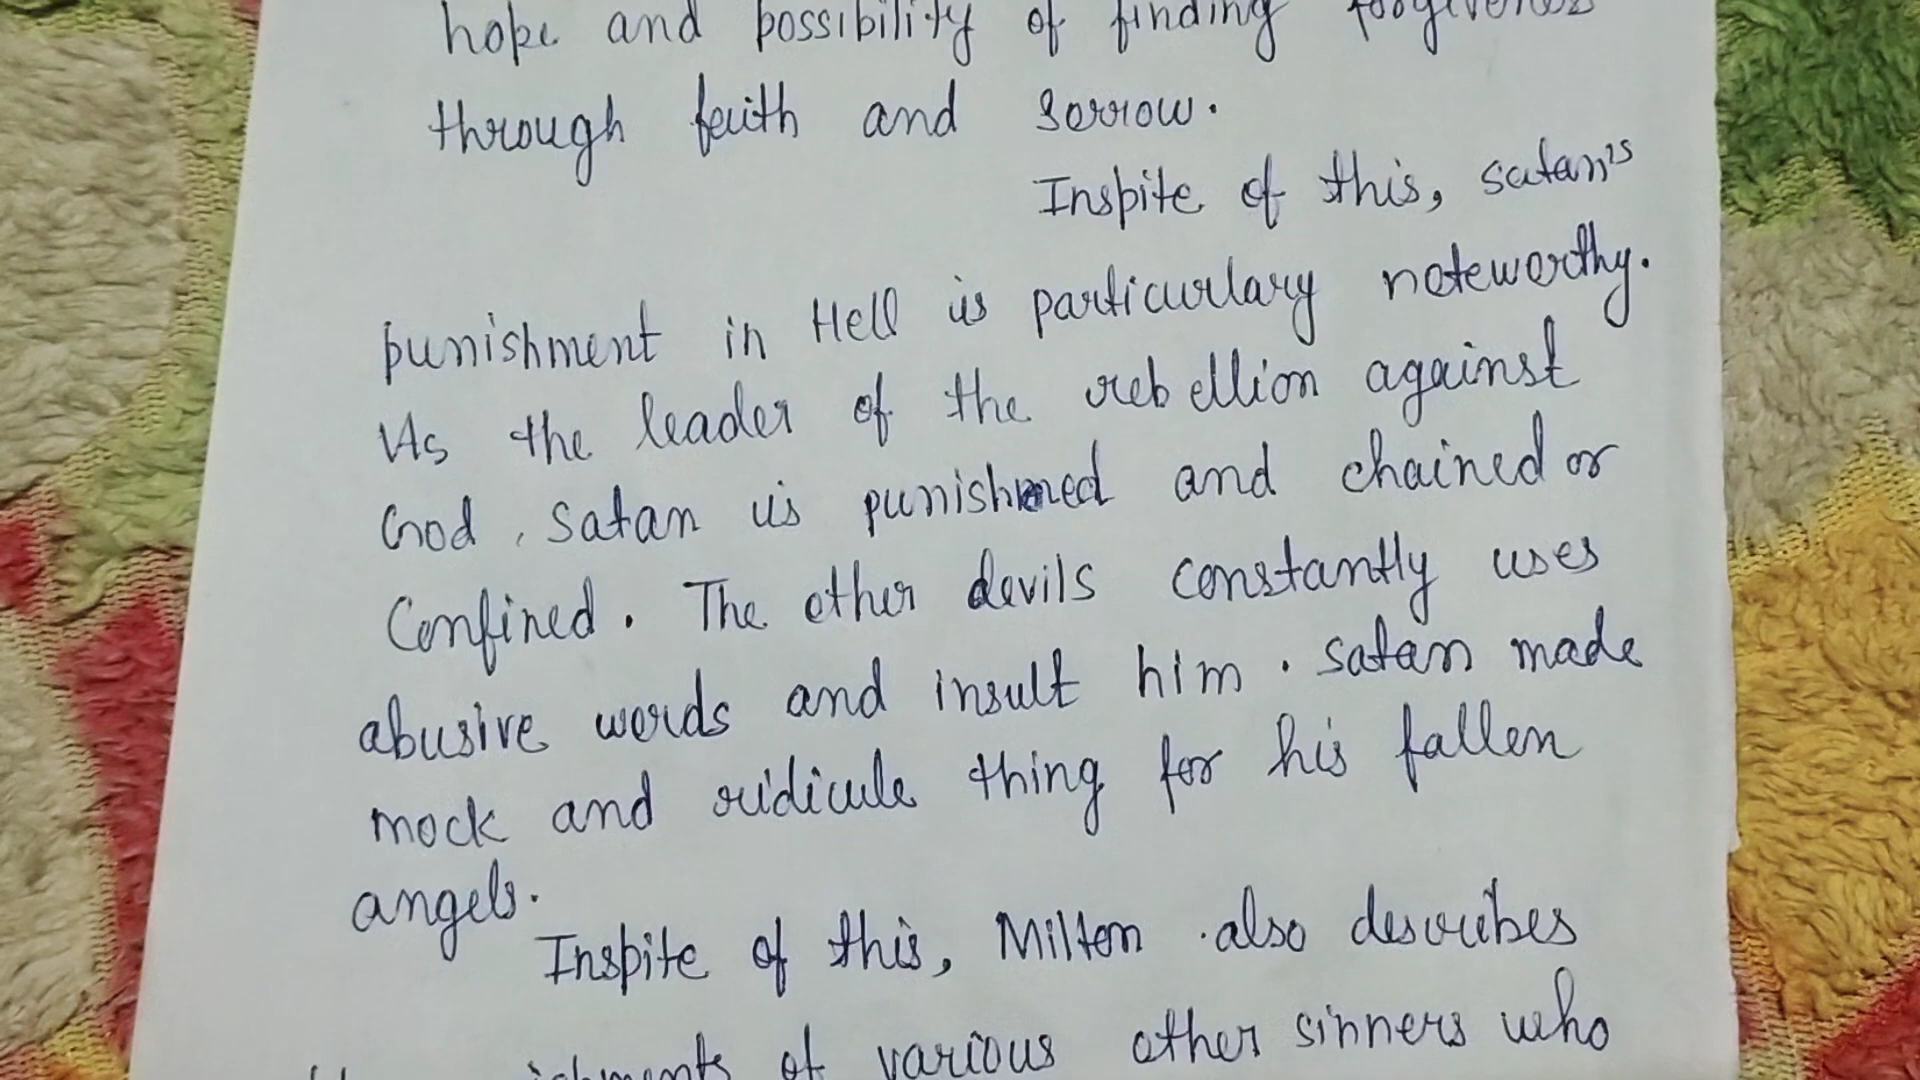 hope and possibility of finding forgiveness
through faith and sorrow.
Inspite of this, satan's
punishment in Hell is particurlary noteworthy.
As the leader of the rebellion against
God, Satan is punishmed and chained or
Confined. The other devils constantly uses
abusive words and insult him. Satan made
mock and ridicule thing for his fallen
angels.
Inspite of this, Milton also describes
of various other sinners who